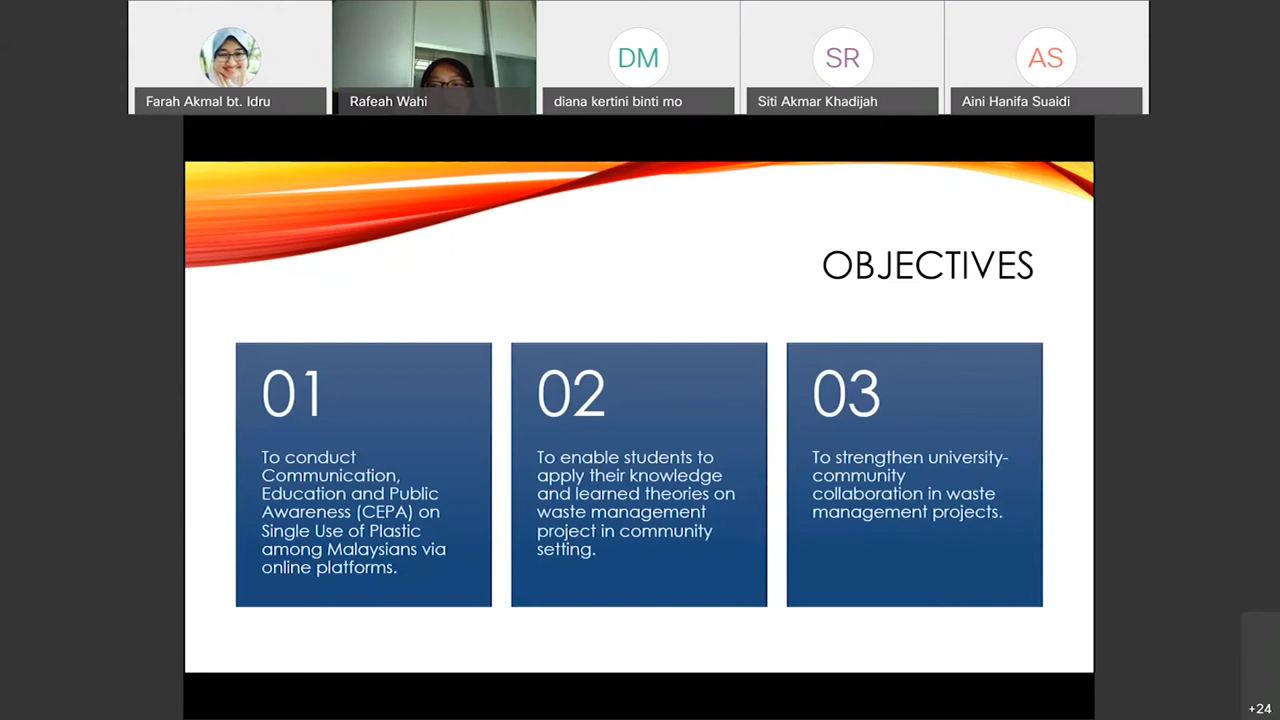 DM
SR
AS
Farah Akmal bt. Idru
Rafeah Wahi
diana kertini binti mo
Siti Akmar Khadijah
Aini Hanifa Suaidi
OBJECTIVES
01
To conduct
Communication,
Education and Public
Awareness (CEPA) on
Single Use of Plastic
among Malaysians via
online platforms.
02
To enable students to
apply their knowledge
and learned theories on
waste management
project in community
setting.
03
To strengthen university-
community
collaboration in waste
management projects.
+24